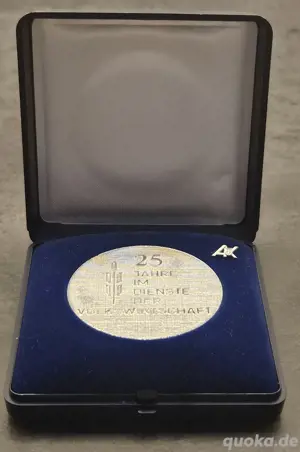 25
JAHRE
IM
DIENSTE
DER
VOLKSWIRTSCHAFT
AK
quoka.de